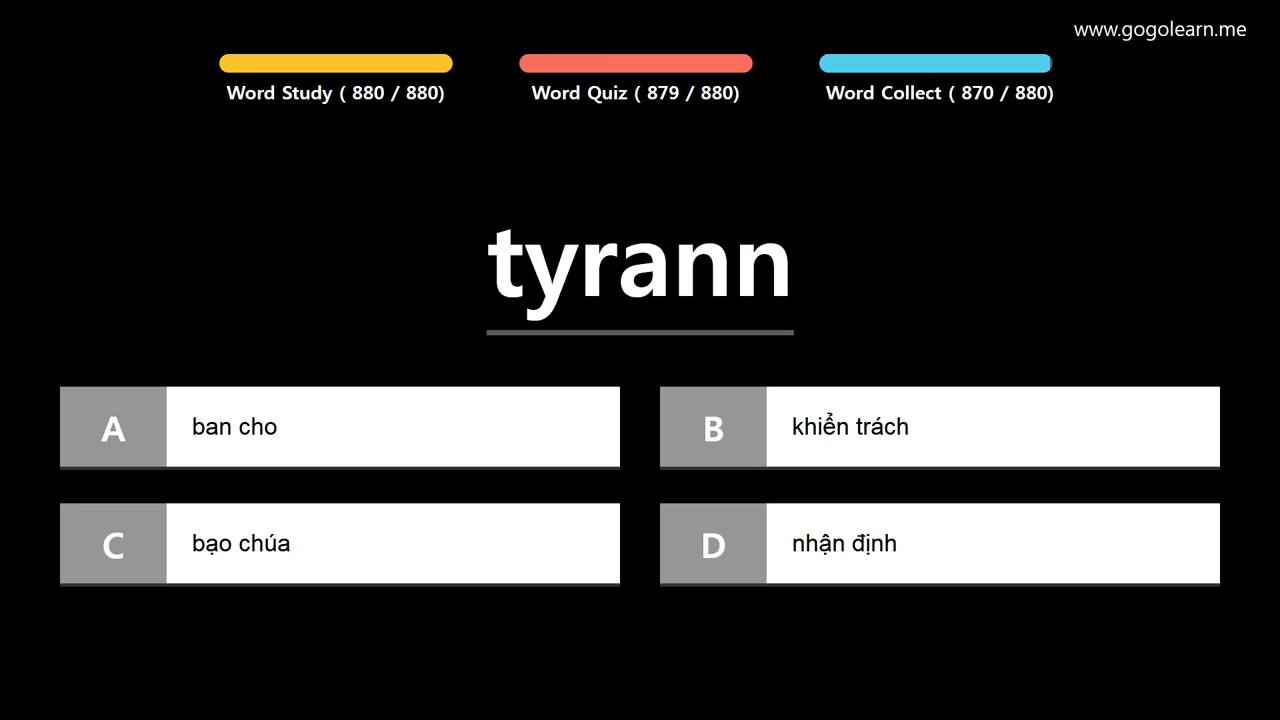 www.gogolearn.me
Word Study ( 880 / 880)
Word Quiz ( 879 / 880)
Word Collect ( 870 / 880)
tyrann
A ban cho
B khiển trách
C bạo chúa
D nhận định